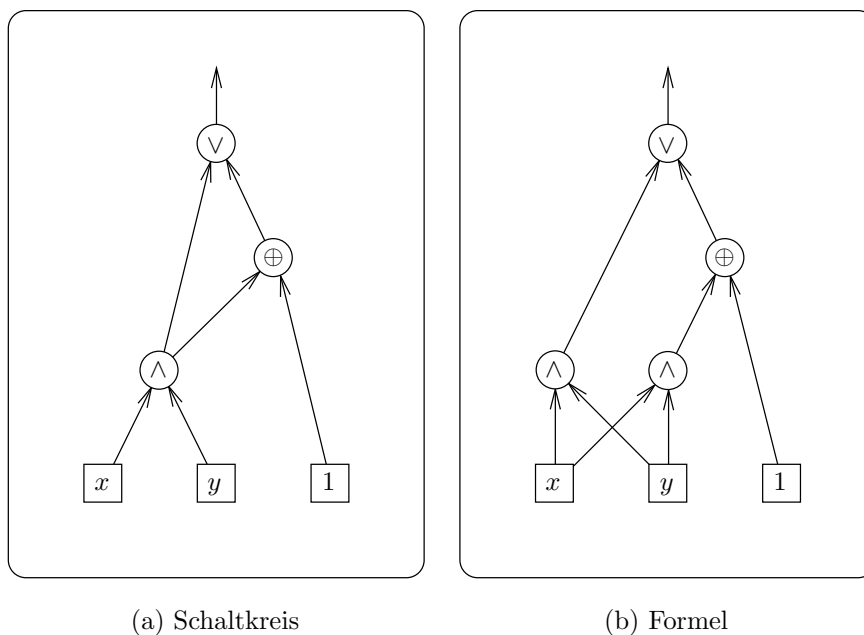 ∨ ∨
⊕ ⊕
∧ ∧ ∧
x y 1 x y 1
(a) Schaltkreis (b) Formel